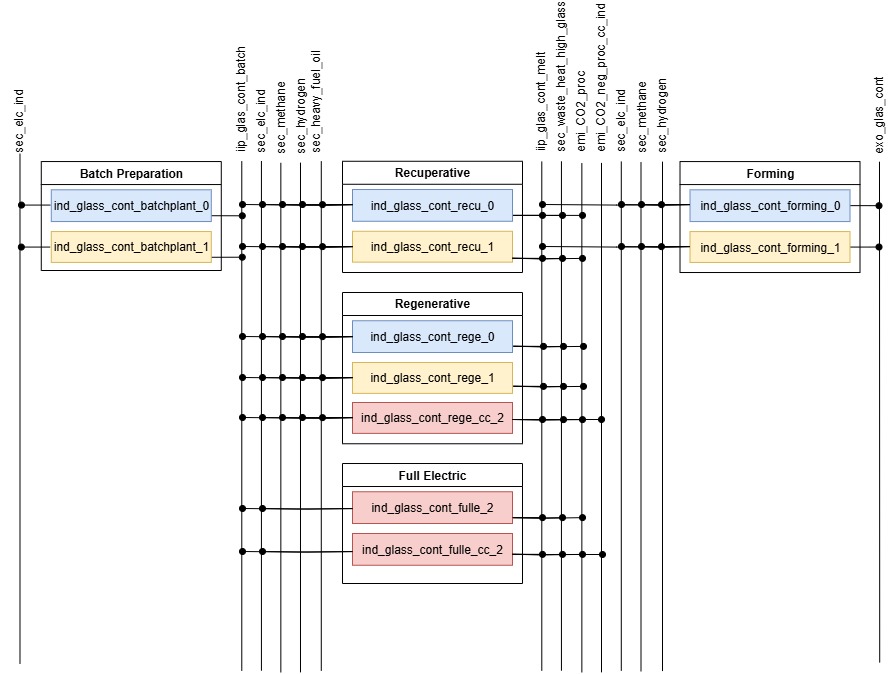 sec_elc_ind
iip_glas_cont_batch
sec_elc_ind
sec_methane
sec_hydrogen
sec_heavy_fuel_oil
iip_glas_cont_melt
sec_waste_heat_high_glass
emi_CO2_proc
emi_CO2_neg_proc_cc_ind
sec_elc_ind
sec_methane
sec_hydrogen
exo_glas_cont
Batch Preparation
ind_glass_cont_batchplant_0
ind_glass_cont_batchplant_1
Recuperative
ind_glass_cont_recu_0
ind_glass_cont_recu_1
Regenerative
ind_glass_cont_rege_0
ind_glass_cont_rege_1
ind_glass_cont_rege_cc_2
Full Electric
ind_glass_cont_fulle_2
ind_glass_cont_fulle_cc_2
Forming
ind_glass_cont_forming_0
ind_glass_cont_forming_1